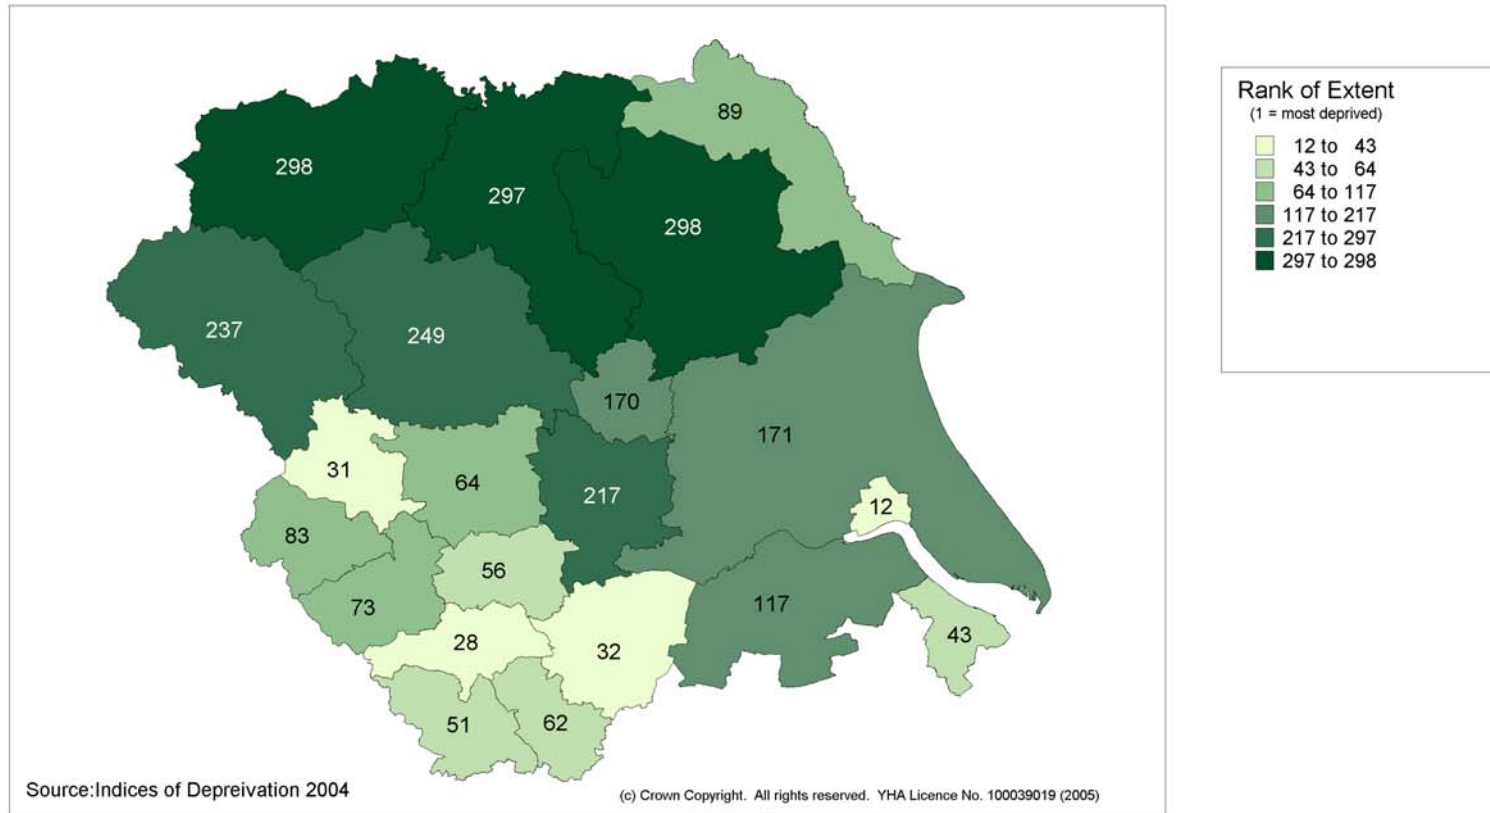 Rank of Extent
(1 = most deprived)
12 to 43
43 to 64
64 to 117
117 to 217
217 to 297
297 to 298
89
298
297
298
237
249
170
171
31
64
217
12
83
56
73
117
28
32
43
51
62
Source:Indices of Depreivation 2004
(c) Crown Copyright. All rights reserved. YHA Licence No. 100039019 (2005)